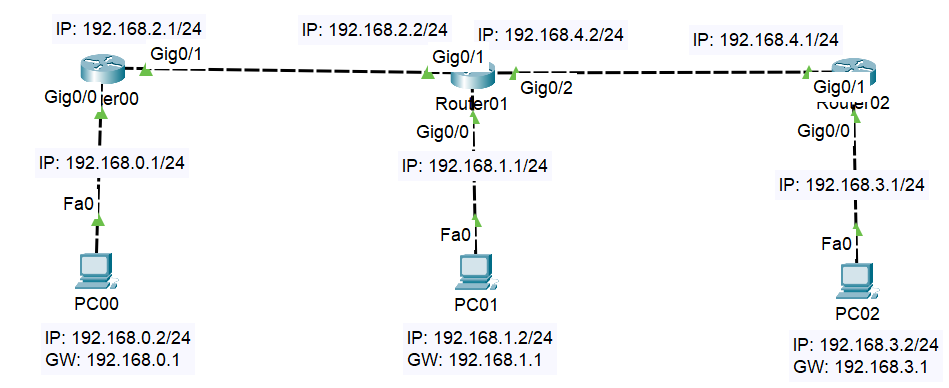 IP: 192.168.2.1/24
IP: 192.168.2.2/24
IP: 192.168.4.2/24
IP: 192.168.4.1/24
Gig0/1
Gig0/1
Gig0/2
Gig0/1
Gig0/0
er00
Router01
Router02
Gig0/0
Gig0/0
IP: 192.168.0.1/24
IP: 192.168.1.1/24
IP: 192.168.3.1/24
Fa0
Fa0
Fa0
PC00
PC01
PC02
IP: 192.168.0.2/24
GW: 192.168.0.1
IP: 192.168.1.2/24
GW: 192.168.1.1
IP: 192.168.3.2/24
GW: 192.168.3.1